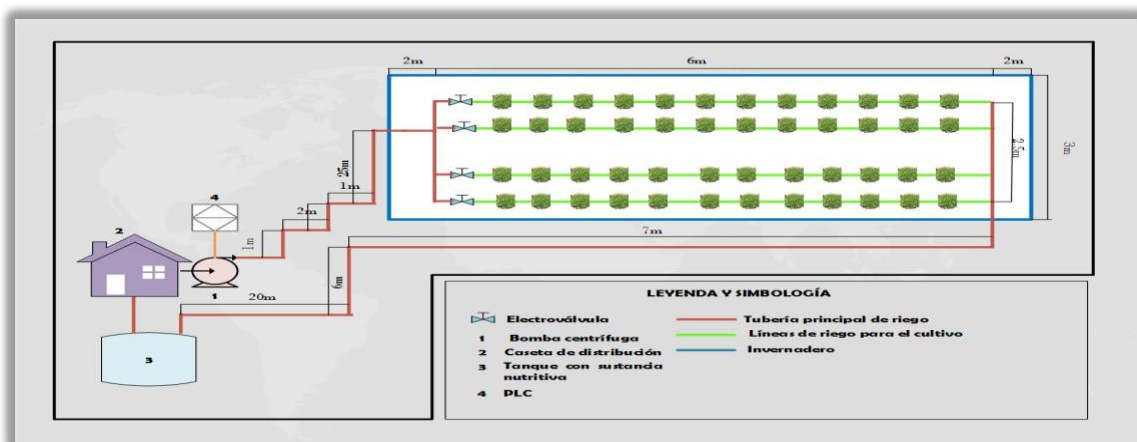 2m 6m 2m
2.5m
3m
25m
1m
2m
1m
4
2
1
3
7m
6m
20m
LEYENDA Y SIMBOLOGÍA
Electroválvula
1 Bomba centrífuga
2 Caseta de distribución
3 Tanque con sustancia
nutritiva
4 PLC
Tubería principal de riego
Líneas de riego para el cultivo
Invernadero